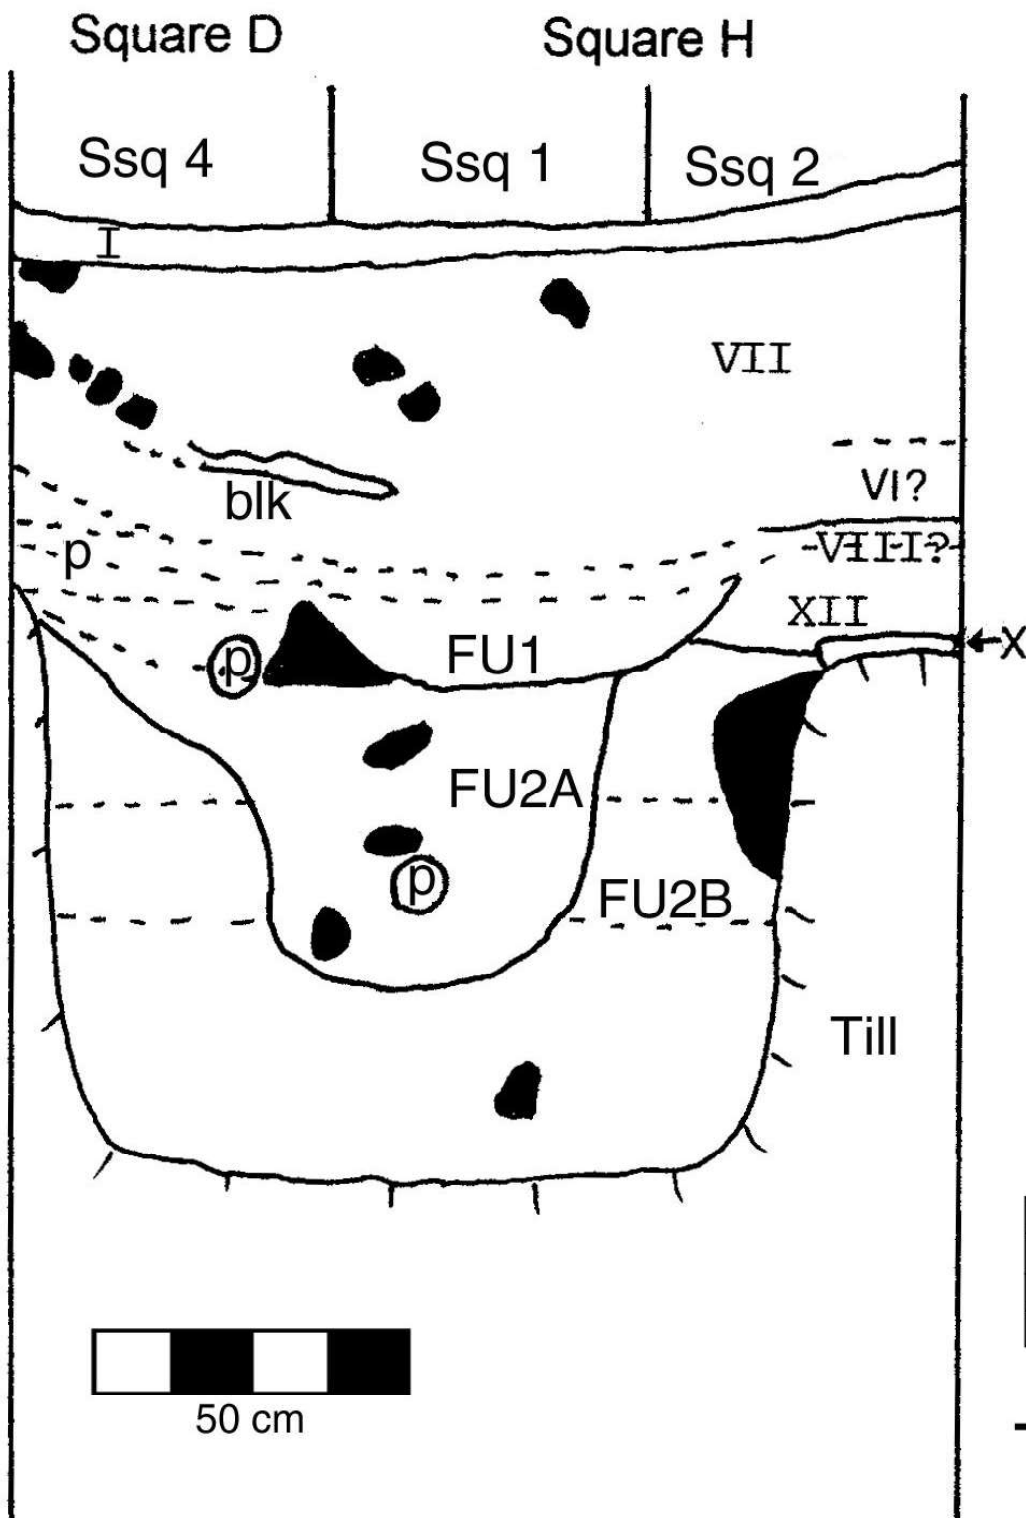 Square D
Square H
Ssq 4
Ssq 1
Ssq 2
I
VII
VI?
blk
VIII?
p
XII
p
FU1
X
FU2A
p
FU2B
Till
50 cm